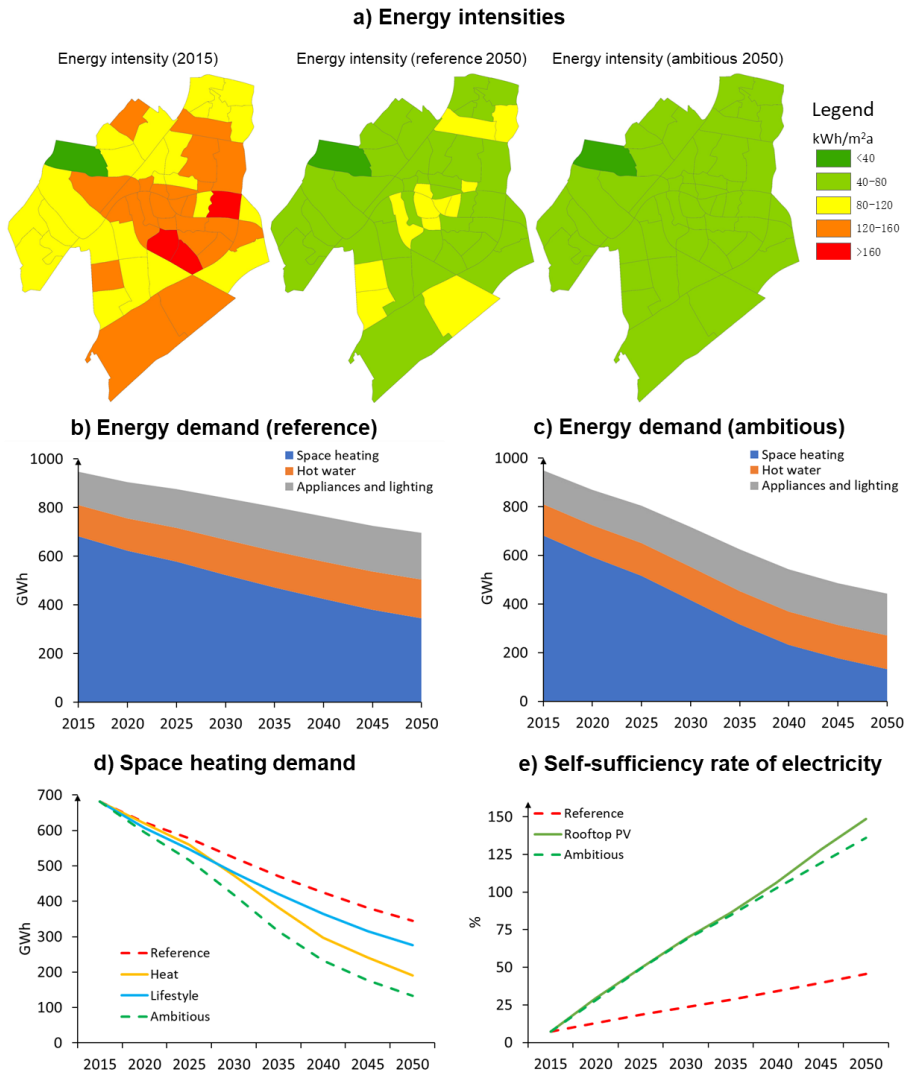 a) Energy intensities
Energy intensity (2015)
Energy intensity (reference 2050)
Energy intensity (ambitious 2050)
Legend
kWh/m²a
<40
40-80
80-120
120-160
>160
b) Energy demand (reference)
1000
800
600
400
200
0
GWh
Space heating
Hot water
Appliances and lighting
2015 2020 2025 2030 2035 2040 2045 2050
c) Energy demand (ambitious)
1000
800
600
400
200
0
GWh
Space heating
Hot water
Appliances and lighting
2015 2020 2025 2030 2035 2040 2045 2050
d) Space heating demand
700
600
500
400
300
200
100
0
GWh
Reference
Heat
Lifestyle
Ambitious
2015 2020 2025 2030 2035 2040 2045 2050
e) Self-sufficiency rate of electricity
150
125
100
75
50
25
0
%
Reference
Rooftop PV
Ambitious
2015 2020 2025 2030 2035 2040 2045 2050